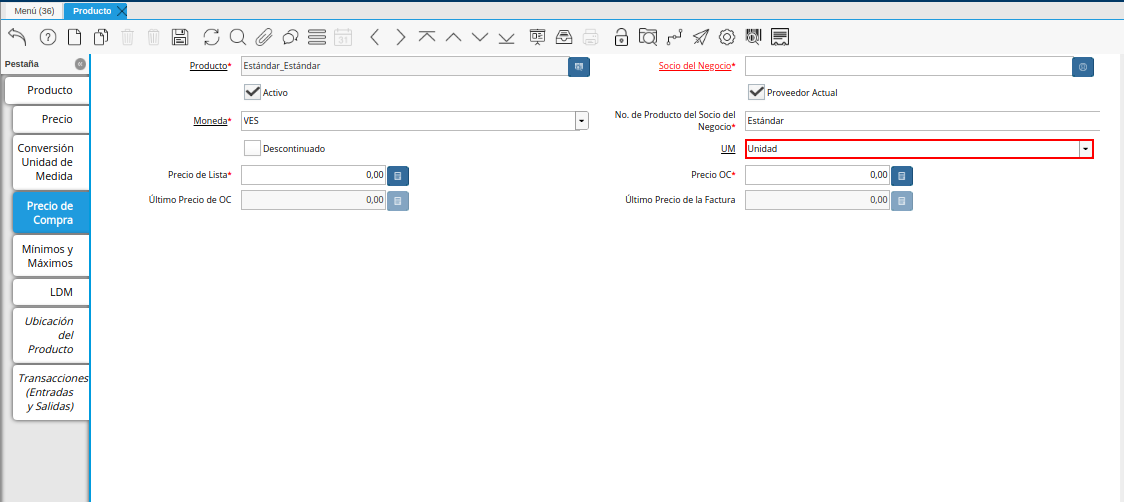 Menú (36)
Producto
31
Pestaña
Producto
Precio
Conversión
Unidad de
Medida
Precio de
Compra
Mínimos y
Máximos
LDM
Ubicación
del
Producto
Transacciones
(Entradas
y Salidas)
Producto* Estándar_Estándar
Socio del Negocio*
Activo
Proveedor Actual
Moneda* VES
No. de Producto del Socio del
Negocio* Estándar
Descontinuado
UM Unidad
Precio de Lista* 0,00
Precio OC* 0,00
Último Precio de OC 0,00
Último Precio de la Factura 0,00